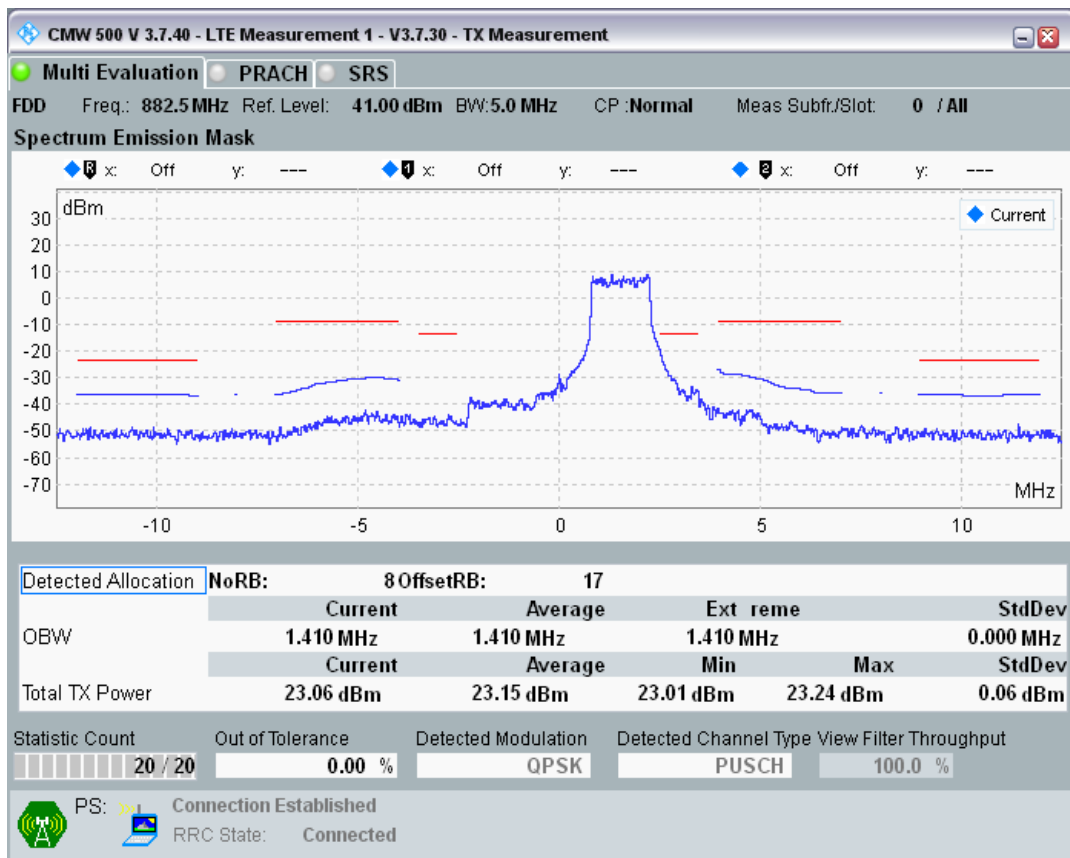 CMW 500 V 3.7.40 - LTE Measurement 1 - V3.7.30 - TX Measurement
Multi Evaluation PRACH SRS
FDD Freq.: 882.5 MHz Ref. Level: 41.00 dBm BW:5.0 MHz CP :Normal Meas Subfr./Slot: 0 / All
Spectrum Emission Mask
R x: Off y: --- 1 x: Off y: --- 2 x: Off y: ---
dBm
Current
30
20
10
0
-10
-20
-30
-40
-50
-60
-70
MHz
-10 -5 0 5 10
Detected Allocation NoRB: 8 OffsetRB: 17
Current Average Ext reme StdDev
OBW 1.410 MHz 1.410 MHz 1.410 MHz 0.000 MHz
Current Average Min Max StdDev
Total TX Power 23.06 dBm 23.15 dBm 23.01 dBm 23.24 dBm 0.06 dBm
Statistic Count Out of Tolerance Detected Modulation Detected Channel Type View Filter Throughput
20 / 20 0.00 % QPSK PUSCH 100.0 %
PS: Connection Established
RRC State: Connected